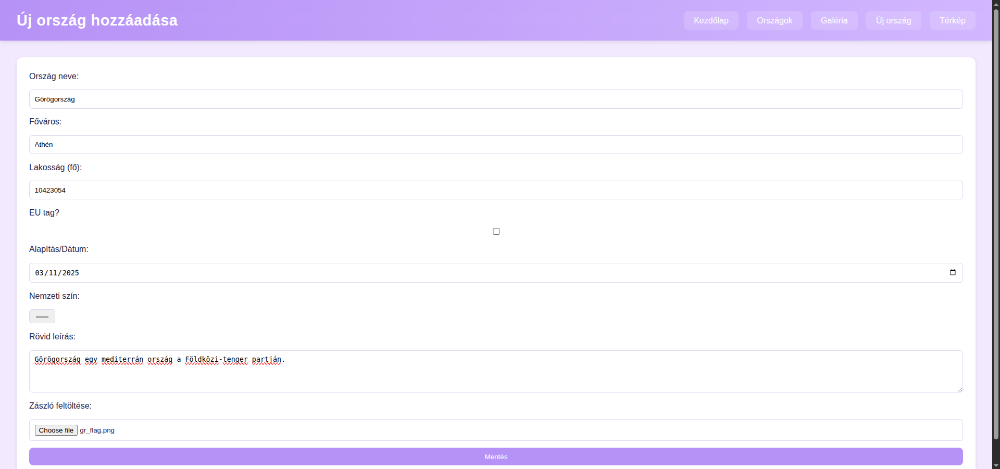 Új ország hozzáadása
Kezdőlap
Országok
Galéria
Új ország
Térkép
Ország neve:
Görögország
Főváros:
Athén
Lakosság (fő):
10423054
EU tag?
Alapítás/Dátum:
03/11/2025
Nemzeti szín:
Rövid leírás:
Görögország egy mediterrán ország a Földközi-tenger partján.
Zászló feltöltése:
Choose file gr_flag.png
Mentés